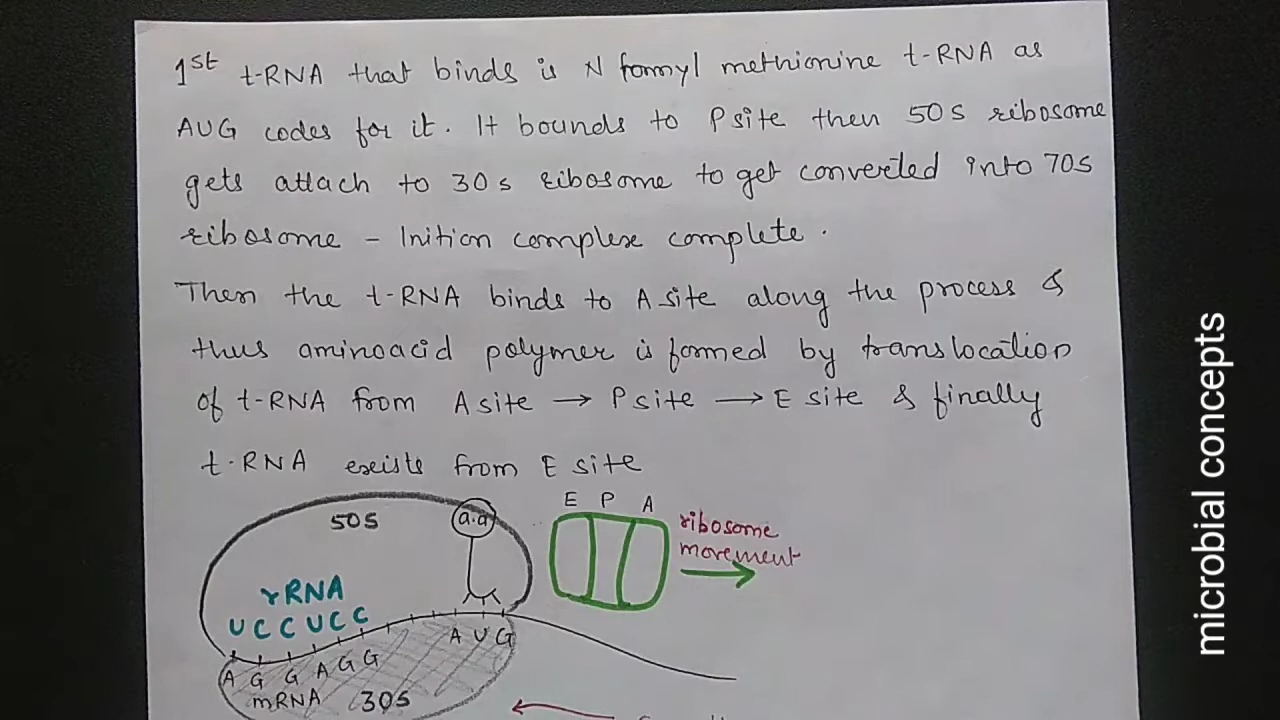 1st t-RNA that binds is N formyl methionine t-RNA as
AUG codes for it. It bounds to P site then 50S ribosome
gets attach to 30s ribosome to get converted into 70s
ribosome - Inition complex complete.
Then the t-RNA binds to A site along the process &
thus aminoacid polymer is formed by translocation
of t-RNA from A site → P site → E site & finally
t-RNA exists from E site
50S
a.a
E P A
ribosome
movement
rRNA
UCCUCC
AUG
AGGAGG
mRNA 30s
microbial concepts